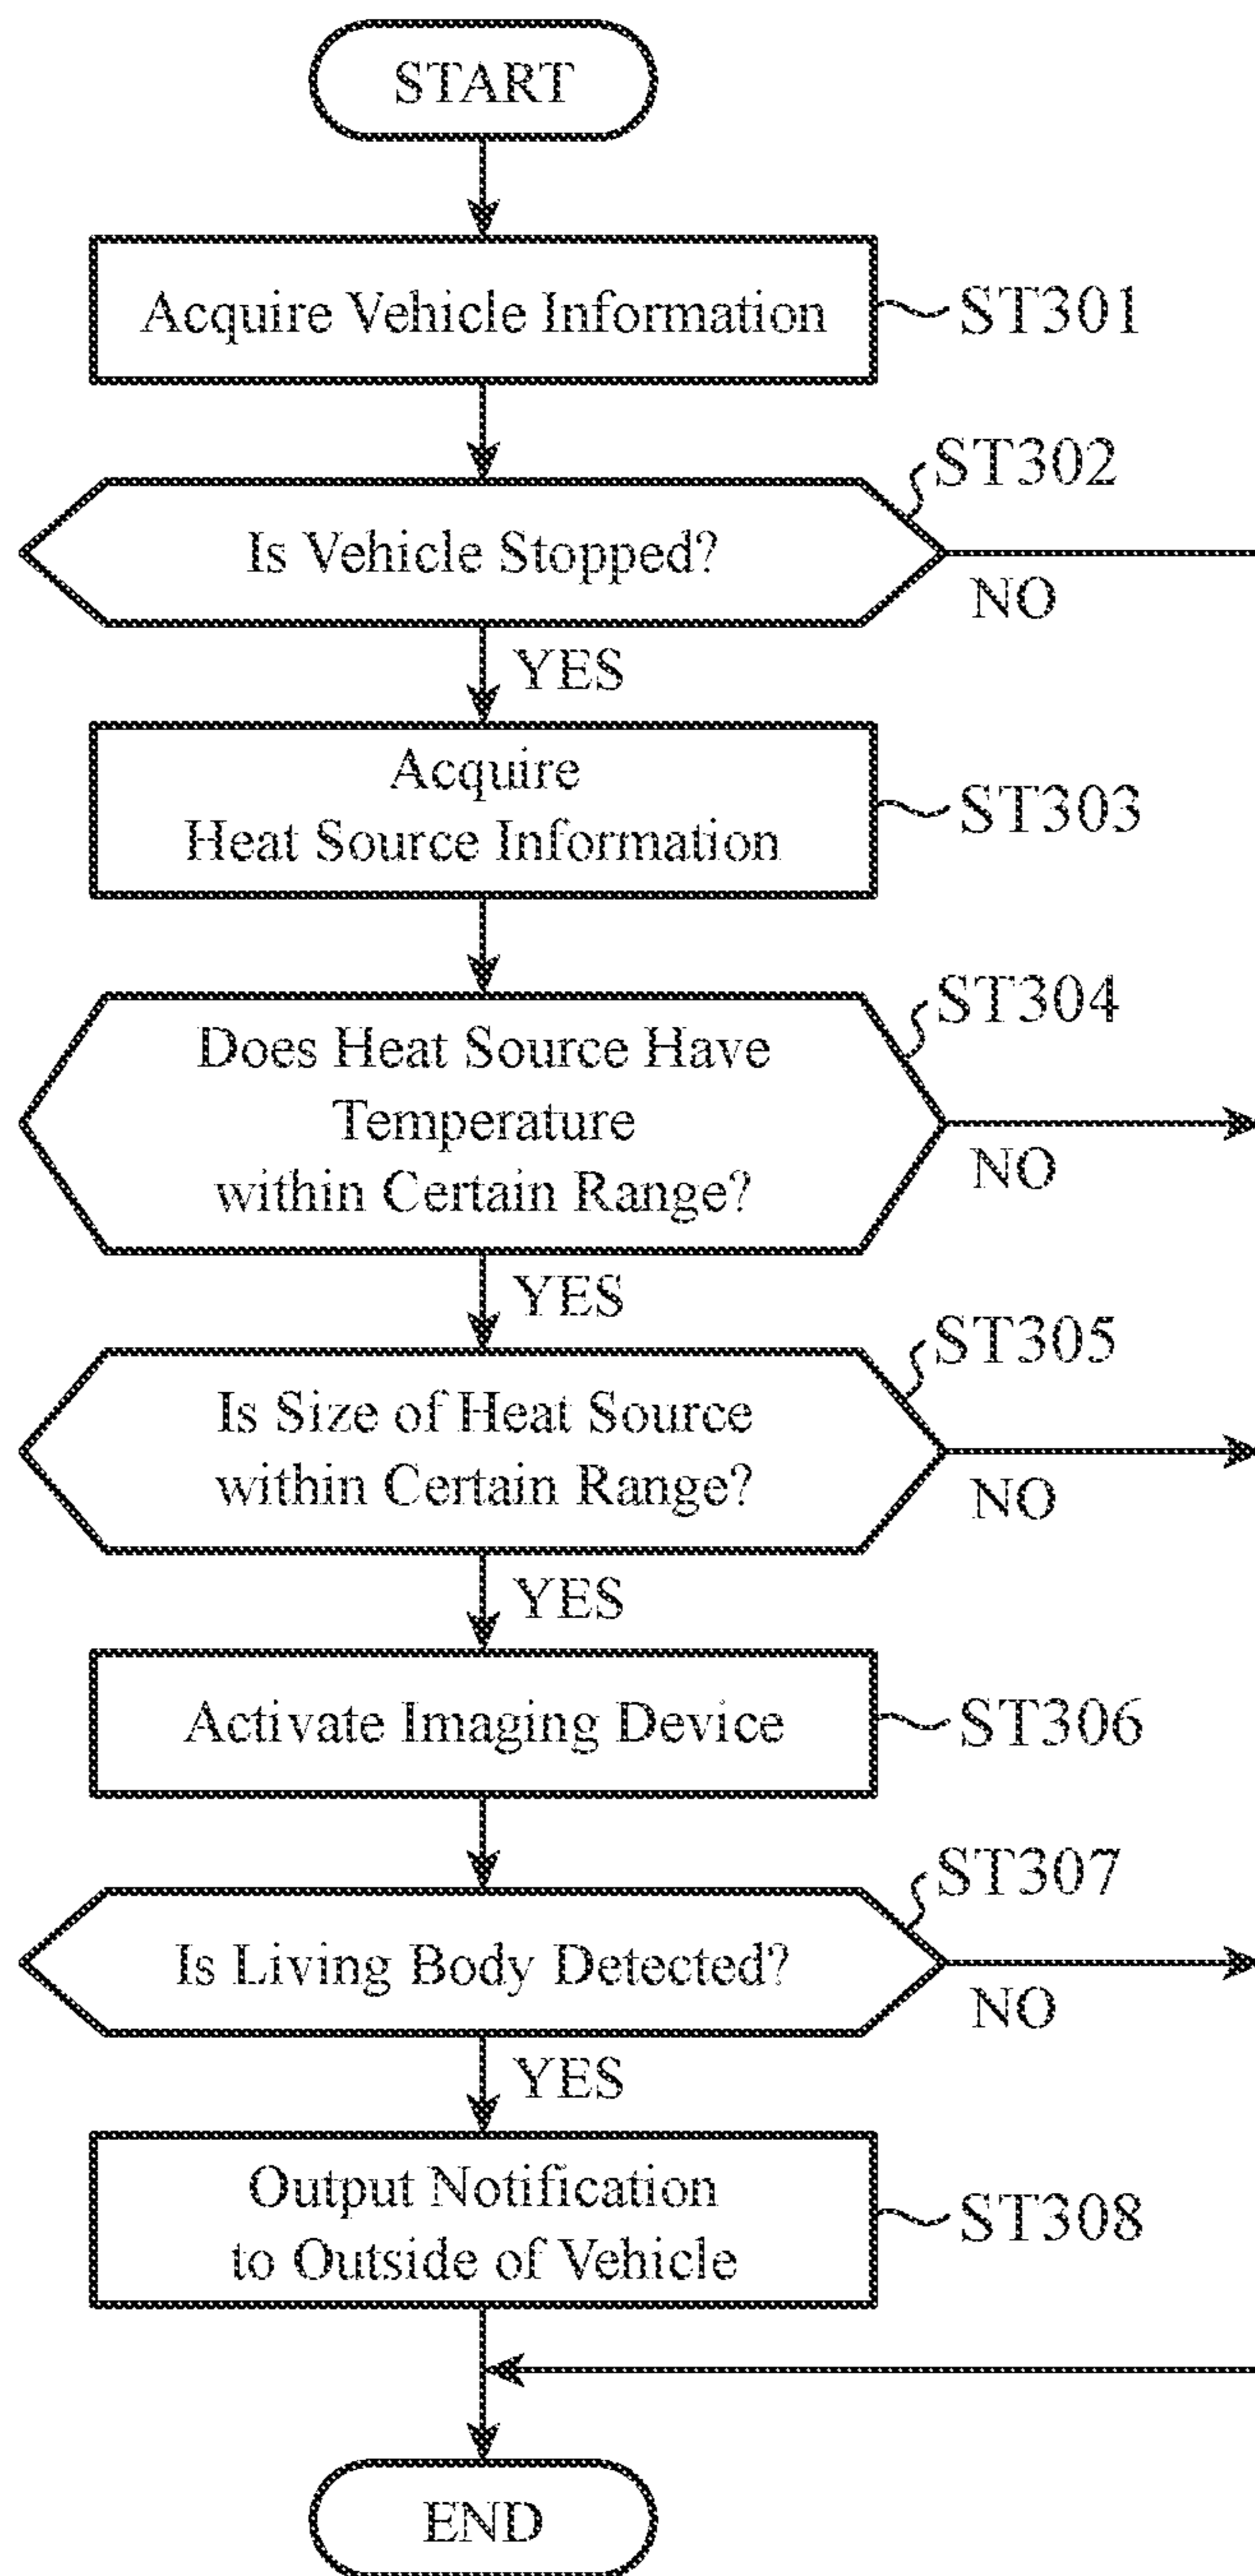 START
Acquire Vehicle Information
ST301
ST302
Is Vehicle Stopped?
NO
YES
Acquire
Heat Source Information
ST303
ST304
Does Heat Source Have
Temperature
within Certain Range?
NO
YES
ST305
Is Size of Heat Source
within Certain Range?
NO
YES
Activate Imaging Device
ST306
ST307
Is Living Body Detected?
NO
YES
Output Notification
to Outside of Vehicle
ST308
END